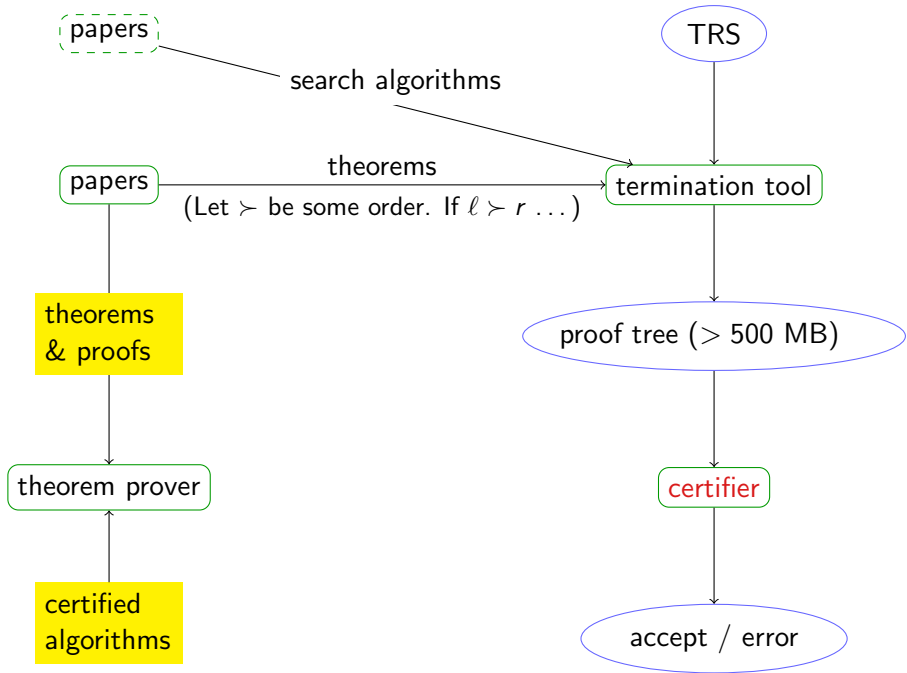 papers
TRS
search algorithms
papers
theorems
(Let ≻ be some order. If ℓ ≻ r …)
termination tool
theorems
& proofs
proof tree (> 500 MB)
theorem prover
certifier
certified
algorithms
accept / error